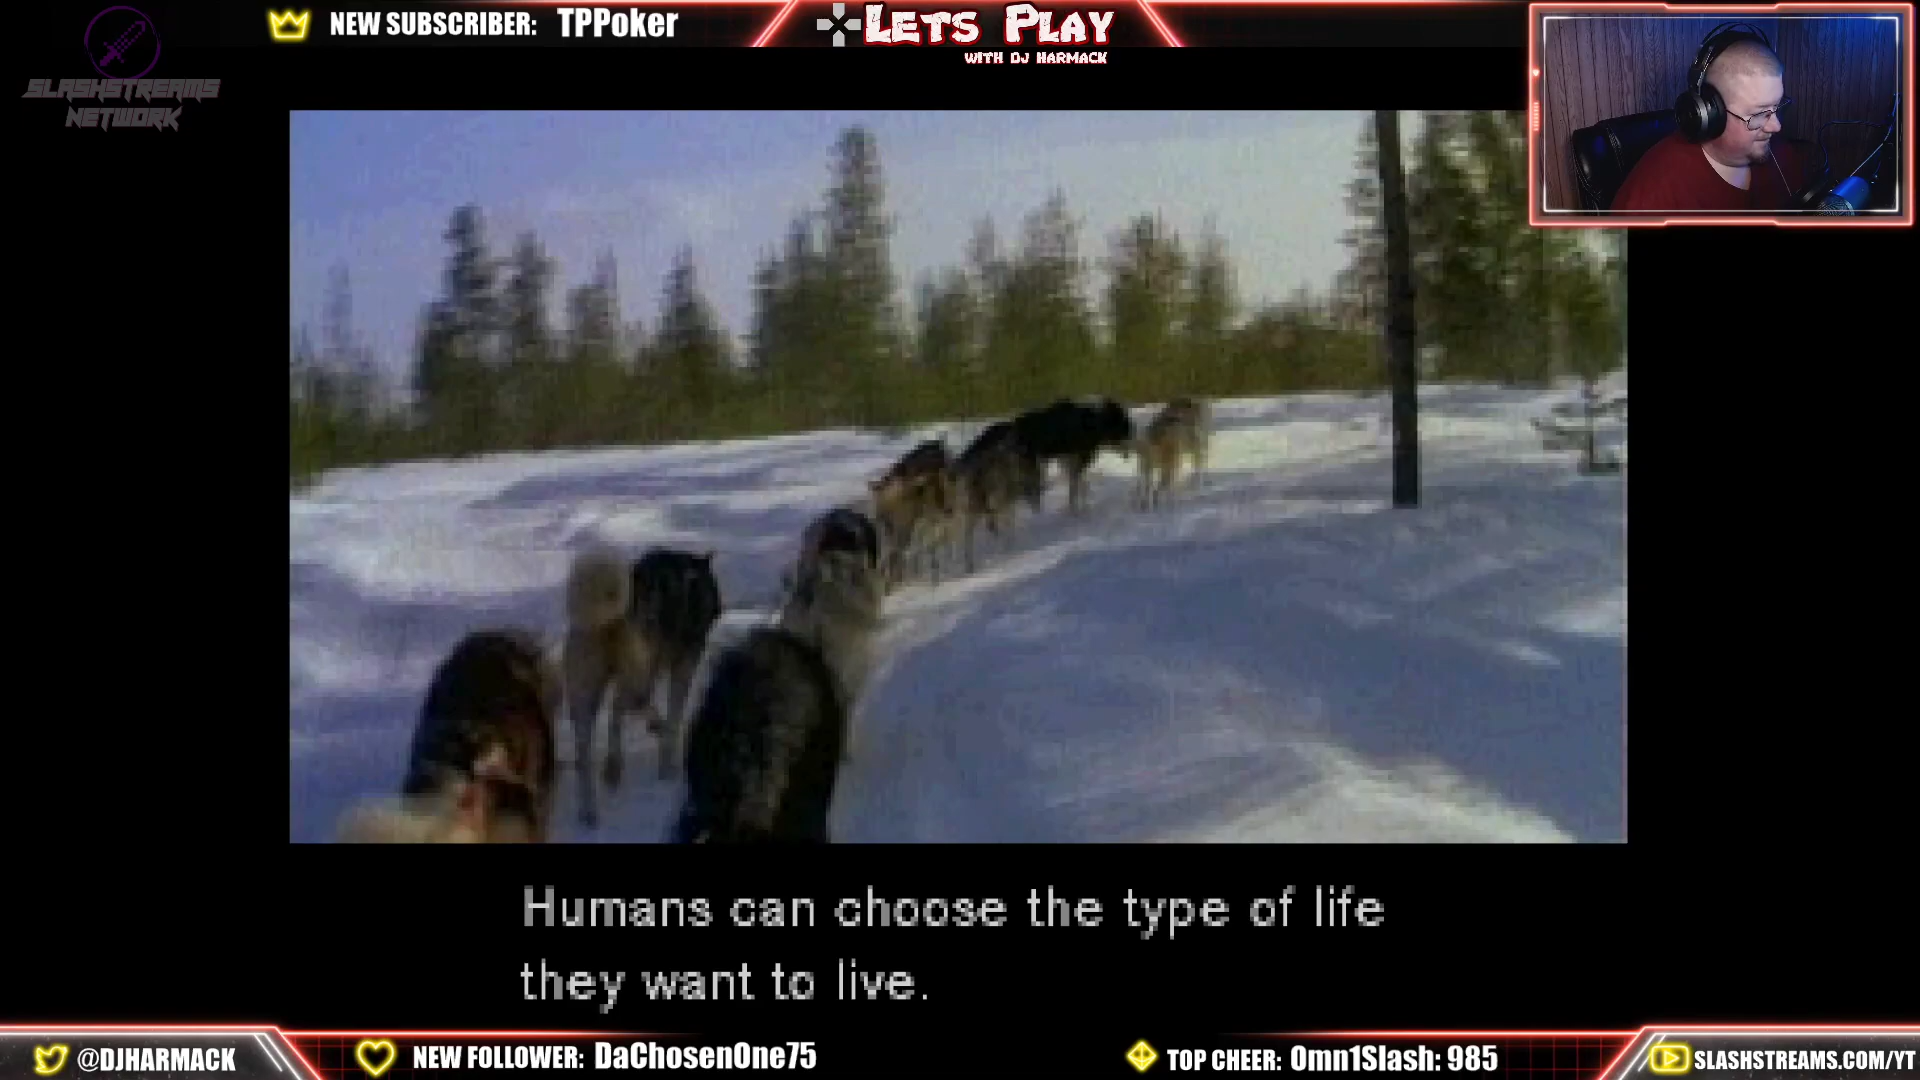 NEW SUBSCRIBER: TPPoker
LETS PLAY
WITH DJ HARMACK
SLASHSTREAMS
NETWORK
Humans can choose the type of life
they want to live.
@DJHARMACK
NEW FOLLOWER: DaChosenOne75
TOP CHEER: Omn1Slash: 985
SLASHSTREAMS.COM/YT